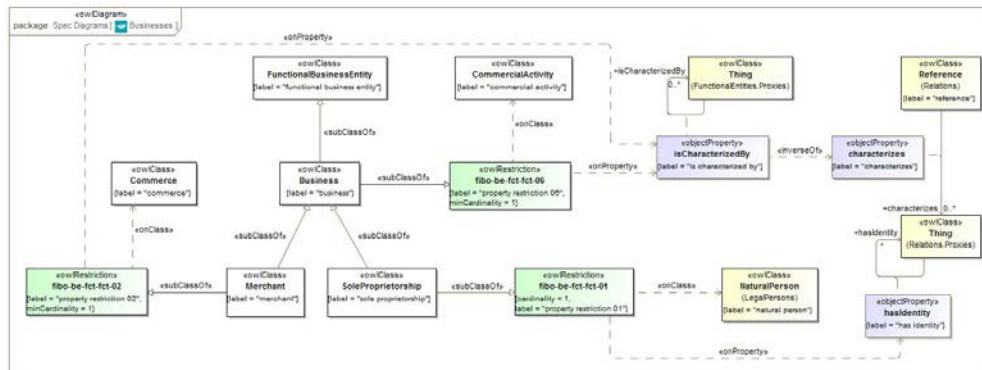 «owlDiagram»
package Spec Diagrams [ Businesses ]
«onProperty»
«owlClass»
FunctionalBusinessEntity
[label = "functional business entity"]
«owlClass»
CommercialActivity
[label = "commercial activity"]
+isCharacterizedBy
0..*
«owlClass»
Thing
(FunctionalEntities.Proxies)
«owlClass»
Reference
(Relations)
[label = "reference"]
«subClassOf»
«onClass»
«owlClass»
Commerce
[label = "commerce"]
«owlClass»
Business
[label = "business"]
«subClassOf»
«owlRestriction»
fibo-be-fct-fct-06
[label = "property restriction 06",
minCardinality = 1]
«onProperty»
«objectProperty»
isCharacterizedBy
[label = "is characterized by"]
«inverseOf»
«objectProperty»
characterizes
[label = "characterizes"]
+characterizes 0..*
«onClass»
«subClassOf»
«subClassOf»
+hasIdentity
*
«owlClass»
Thing
(Relations.Proxies)
«owlRestriction»
fibo-be-fct-fct-02
[label = "property restriction 02",
minCardinality = 1]
«subClassOf»
«owlClass»
Merchant
[label = "merchant"]
«owlClass»
SoleProprietorship
[label = "sole proprietorship"]
«subClassOf»
«owlRestriction»
fibo-be-fct-fct-01
[cardinality = 1,
label = "property restriction 01"]
«onClass»
«owlClass»
NaturalPerson
(LegalPersons)
[label = "natural person"]
«objectProperty»
hasIdentity
[label = "has identity"]
«onProperty»